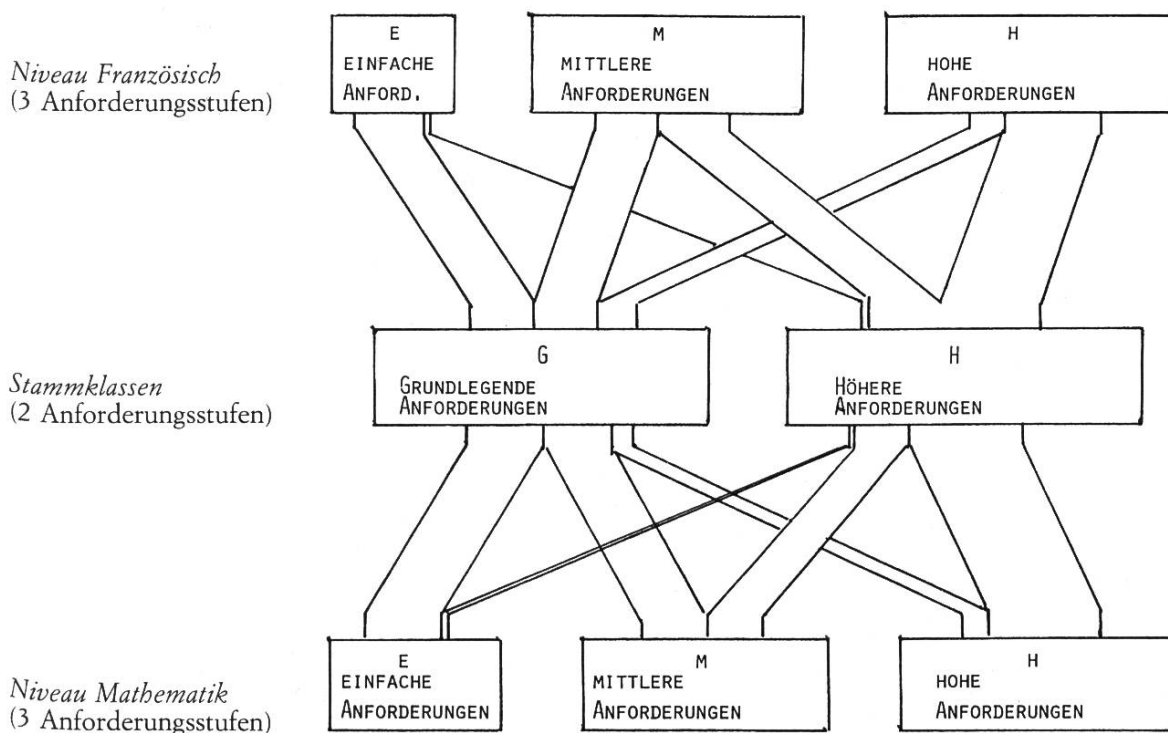 Niveau Französisch
(3 Anforderungsstufen)
E
EINFACHE
ANFORD.
M
MITTLERE
ANFORDERUNGEN
H
HOHE
ANFORDERUNGEN
Stammklassen
(2 Anforderungsstufen)
G
GRUNDLEGENDE
ANFORDERUNGEN
H
HÖHERE
ANFORDERUNGEN
Niveau Mathematik
(3 Anforderungsstufen)
E
EINFACHE
ANFORDERUNGEN
M
MITTLERE
ANFORDERUNGEN
H
HOHE
ANFORDERUNGEN